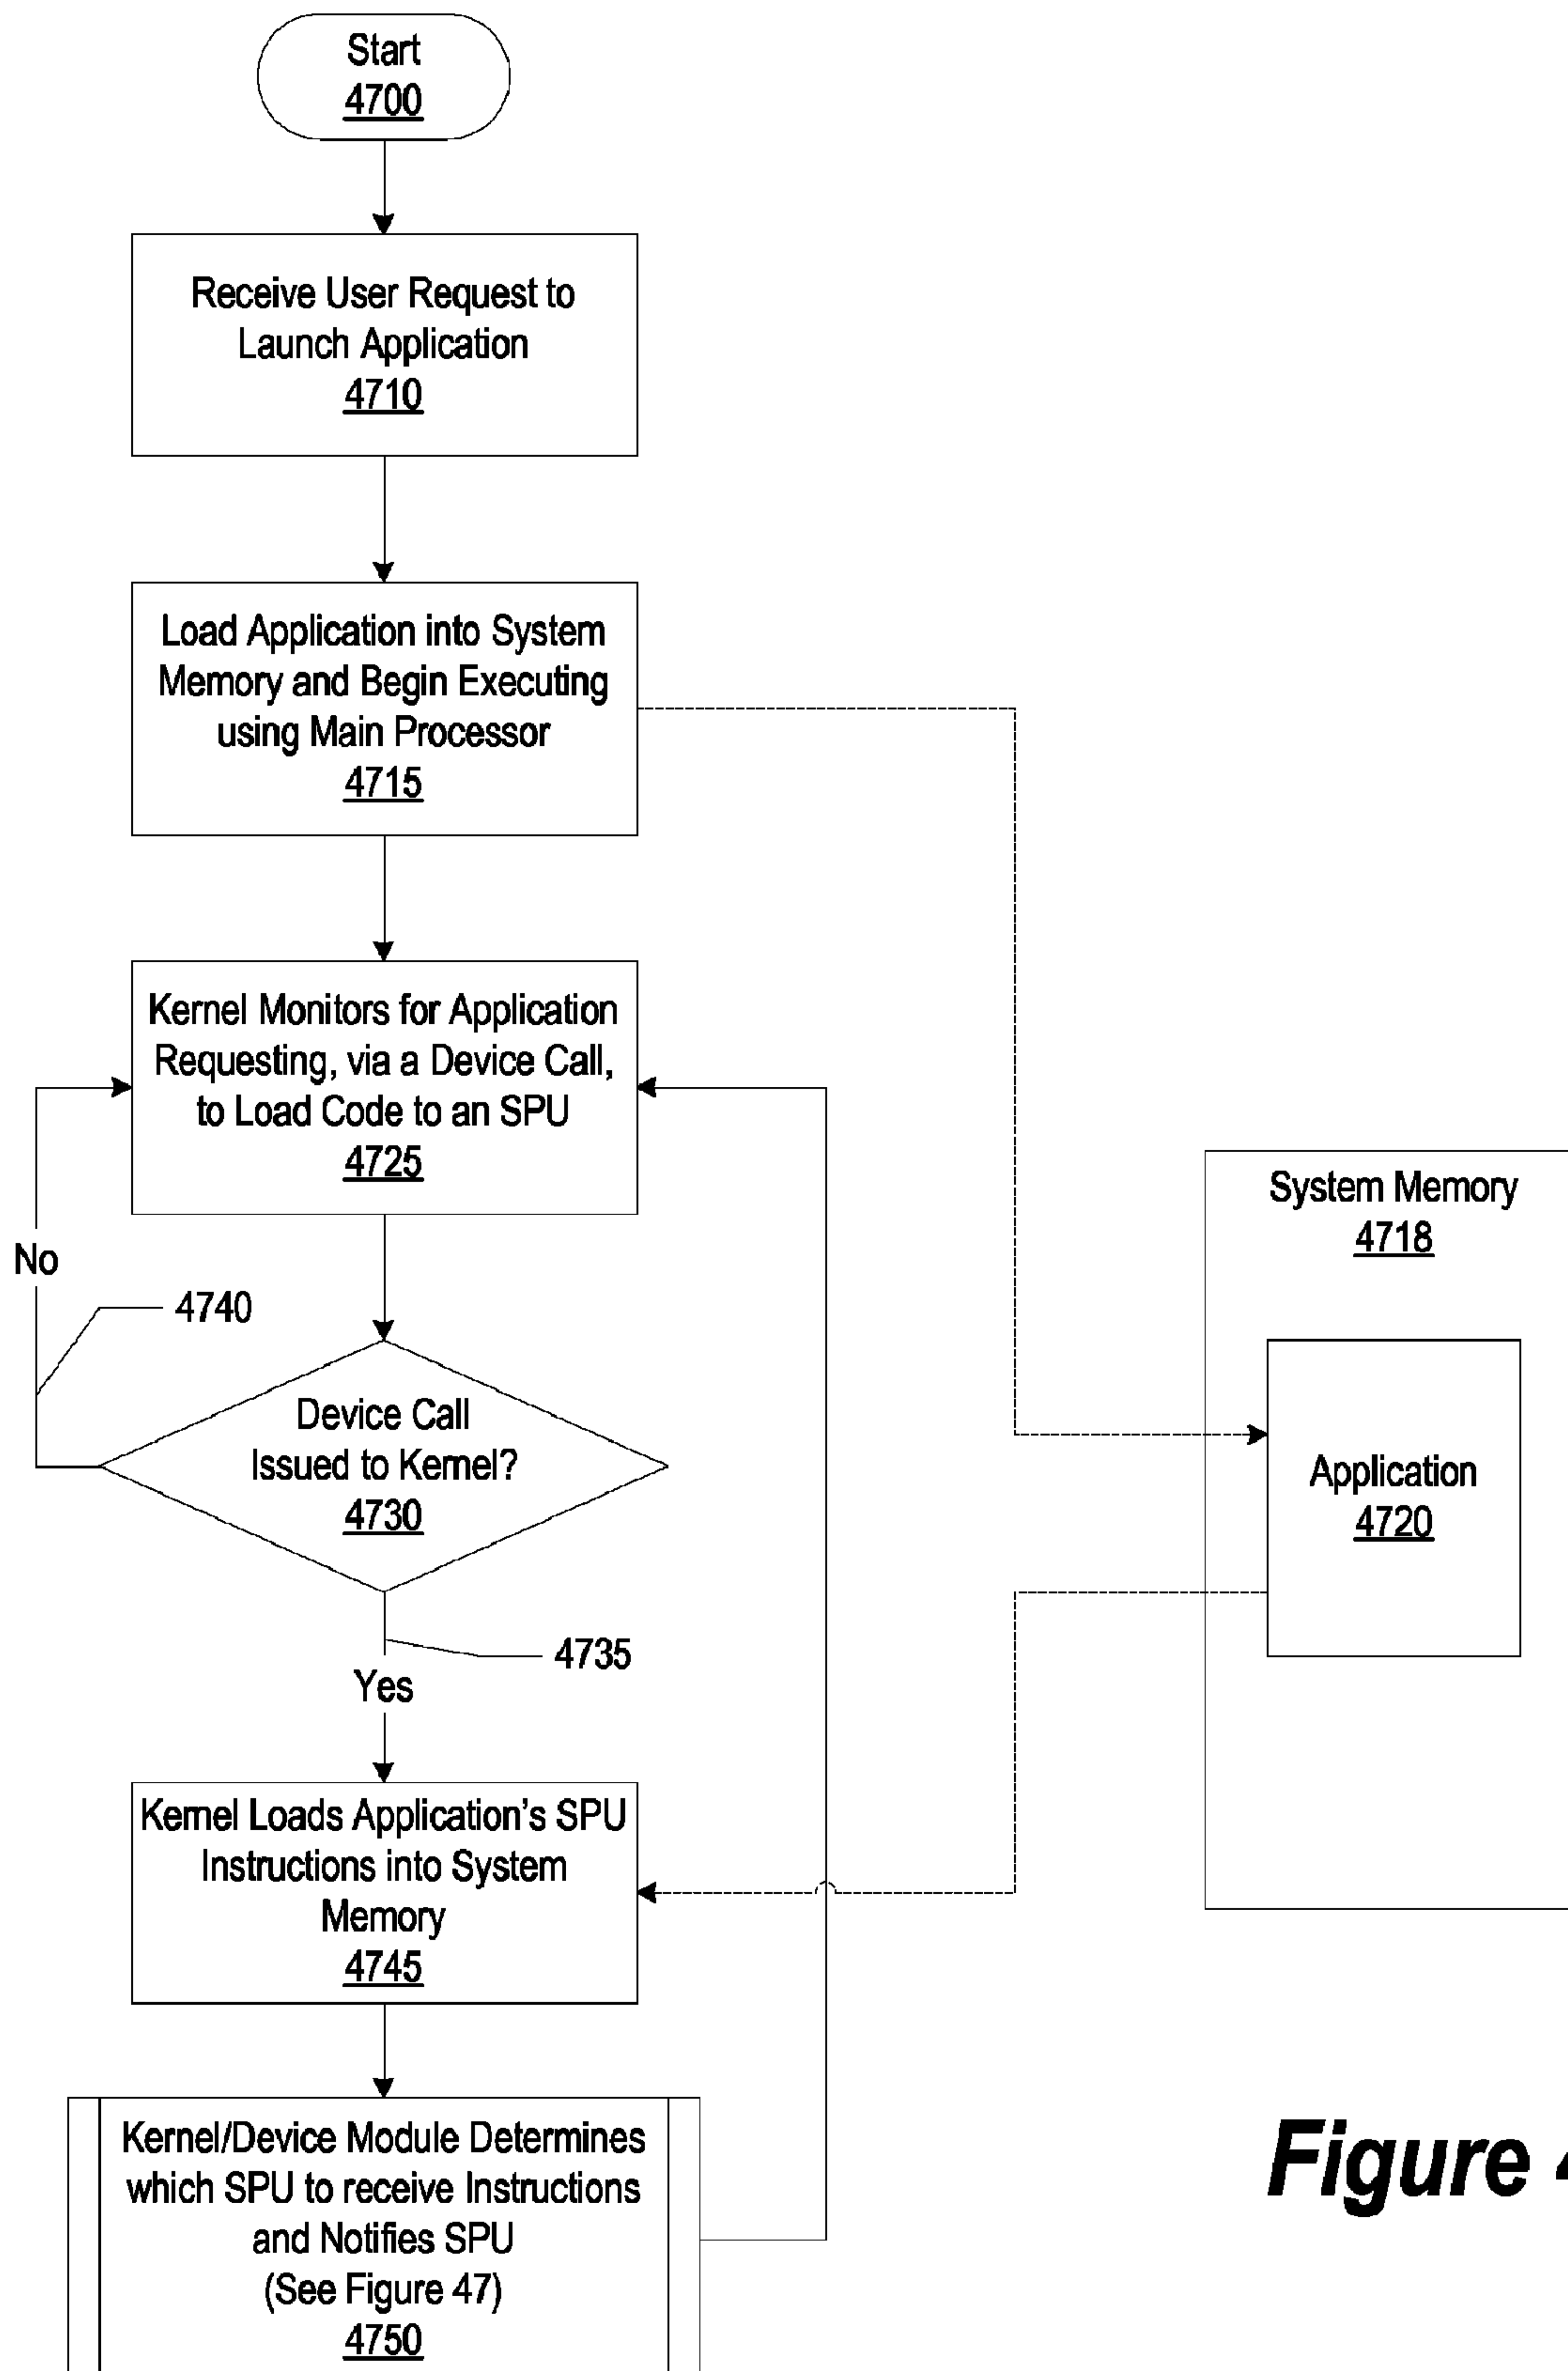 Start
4700
Receive User Request to
Launch Application
4710
Load Application into System
Memory and Begin Executing
using Main Processor
4715
Kernel Monitors for Application
Requesting, via a Device Call,
to Load Code to an SPU
4725
No
4740
Device Call
Issued to Kernel?
4730
4735
Yes
Kernel Loads Application's SPU
Instructions into System
Memory
4745
Kernel/Device Module Determines
which SPU to receive Instructions
and Notifies SPU
(See Figure 47)
4750
System Memory
4718
Application
4720
Figure